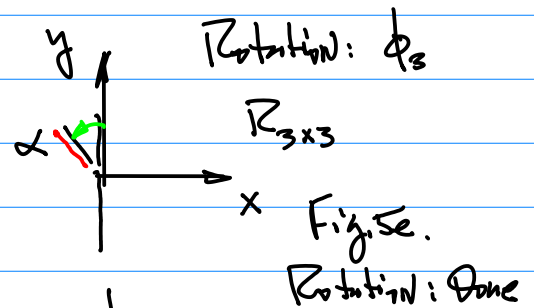 Rotation: ϕ₃
y
R₃ₓ₃
α
x
Fig. 5e.
Rotation: Done